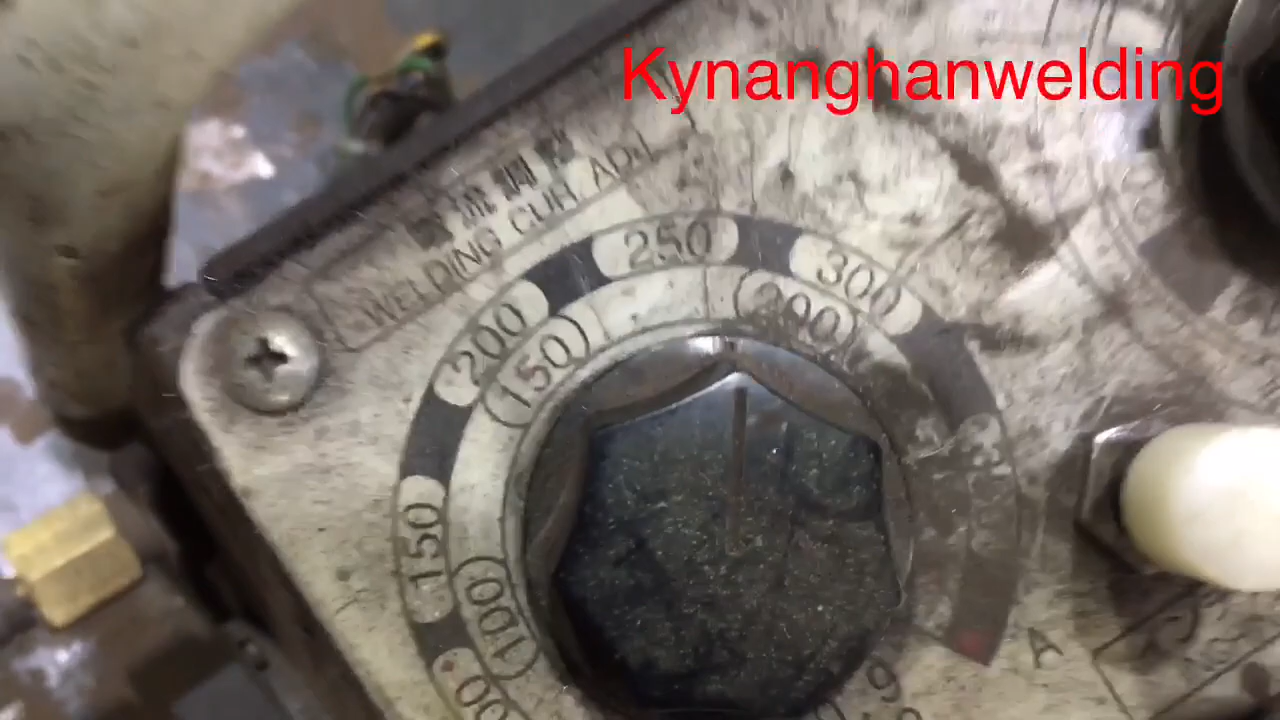 Kynanghanwelding
WELDING CUR. ADJ.
250
300
200
(200)
(150)
150
(100)
A